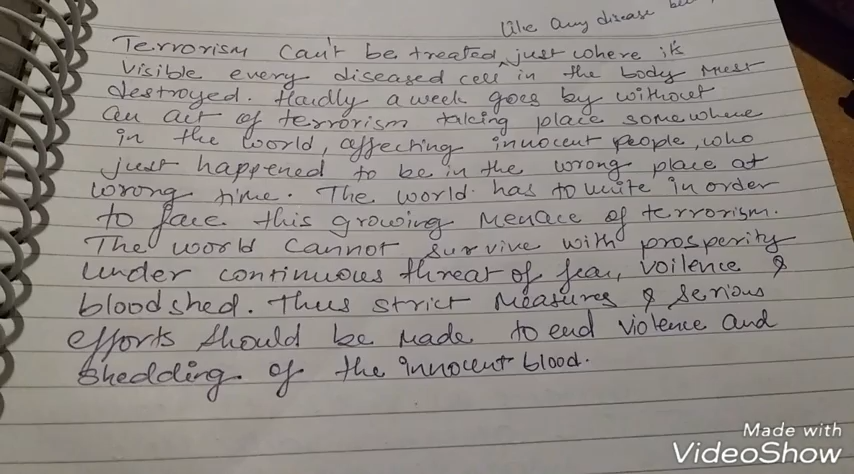 like any disease
Terrorism can't be treated, just where it's
visible every diseased cell in the body must
destroyed. Hardly a week goes by without
an act of terrorism taking place somewhere
in the world, affecting innocent people, who
just happened to be in the wrong place at
wrong time. The world has to unite in order
to face this growing menace of terrorism.
The world cannot survive with prosperity
under continuous threat of fear, voilence &
bloodshed. Thus strict measures & serious
efforts should be made to end violence and
shedding of the innocent blood.
Made with
VideoShow